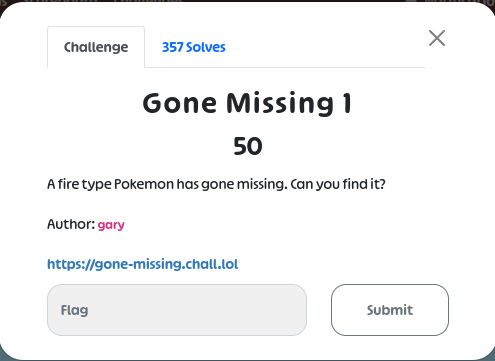 Challenge
357 Solves
Gone Missing 1
50
A fire type Pokemon has gone missing. Can you find it?
Author: gary
https://gone-missing.chall.lol
Flag
Submit